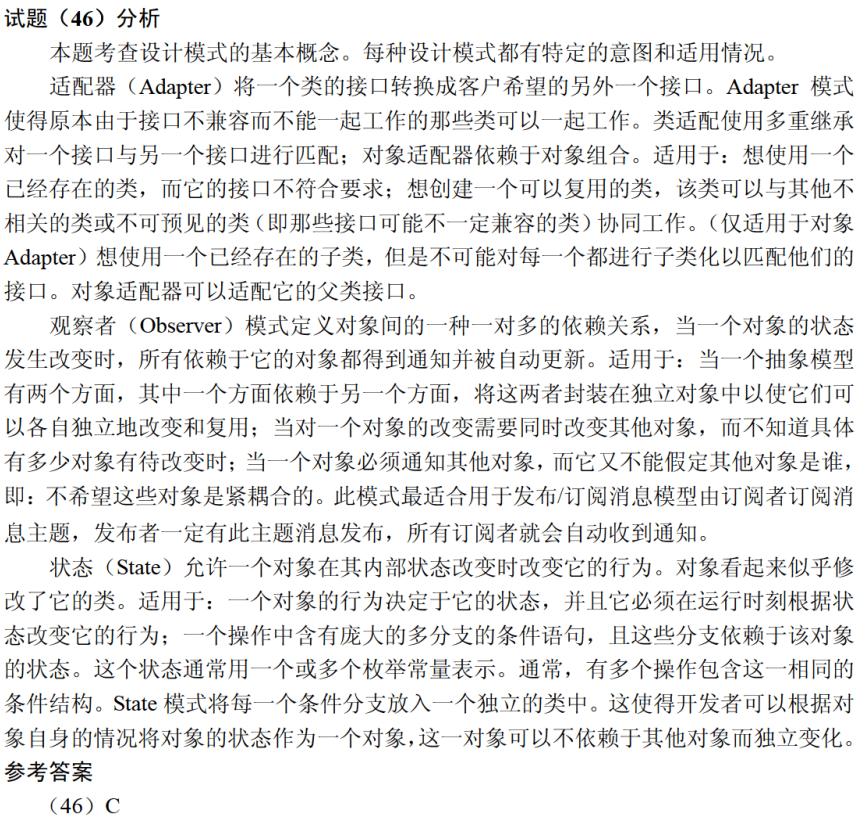 试题（46）分析
本题考查设计模式的基本概念。每种设计模式都有特定的意图和适用情况。
适配器（Adapter）将一个类的接口转换成客户希望的另外一个接口。Adapter 模式
使得原本由于接口不兼容而不能一起工作的那些类可以一起工作。类适配使用多重继承
对一个接口与另一个接口进行匹配；对象适配器依赖于对象组合。适用于：想使用一个
已经存在的类，而它的接口不符合要求；想创建一个可以复用的类，该类可以与其他不
相关的类或不可预见的类（即那些接口可能不一定兼容的类）协同工作。（仅适用于对象
Adapter）想使用一个已经存在的子类，但是不可能对每一个都进行子类化以匹配他们的
接口。对象适配器可以适配它的父类接口。
观察者（Observer）模式定义对象间的一种一对多的依赖关系，当一个对象的状态
发生改变时，所有依赖于它的对象都得到通知并被自动更新。适用于：当一个抽象模型
有两个方面，其中一个方面依赖于另一个方面，将这两者封装在独立对象中以使它们可
以各自独立地改变和复用；当对一个对象的改变需要同时改变其他对象，而不知道具体
有多少对象有待改变时；当一个对象必须通知其他对象，而它又不能假定其他对象是谁，
即：不希望这些对象是紧耦合的。此模式最适合用于发布/订阅消息模型由订阅者订阅消
息主题，发布者一定有此主题消息发布，所有订阅者就会自动收到通知。
状态（State）允许一个对象在其内部状态改变时改变它的行为。对象看起来似乎修
改了它的类。适用于：一个对象的行为决定于它的状态，并且它必须在运行时刻根据状
态改变它的行为；一个操作中含有庞大的多分支的条件语句，且这些分支依赖于该对象
的状态。这个状态通常用一个或多个枚举常量表示。通常，有多个操作包含这一相同的
条件结构。State 模式将每一个条件分支放入一个独立的类中。这使得开发者可以根据对
象自身的情况将对象的状态作为一个对象，这一对象可以不依赖于其他对象而独立变化。
参考答案
（46）C